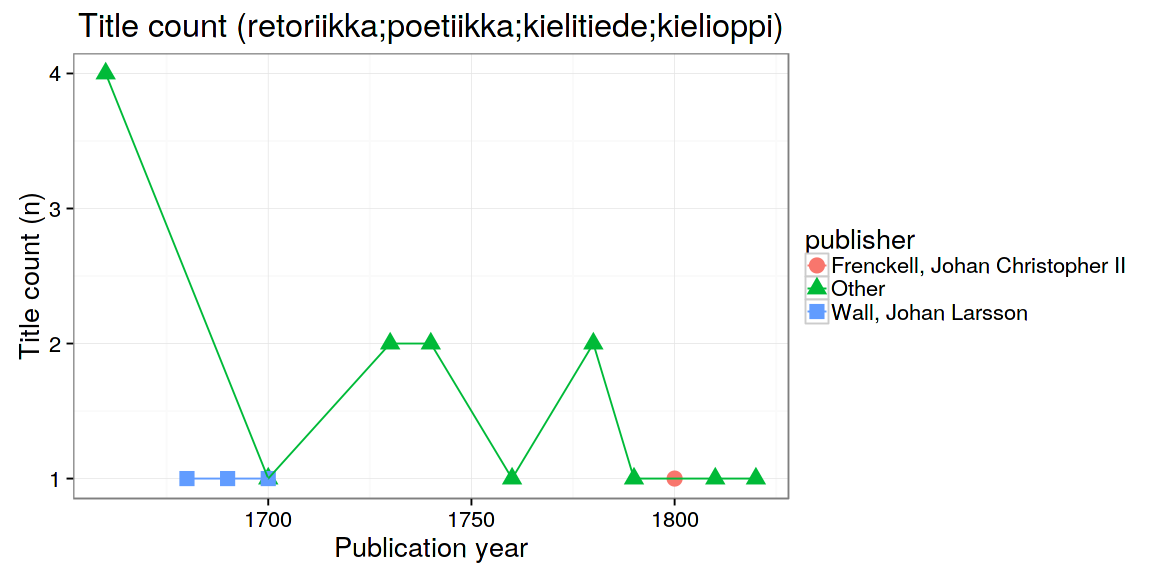 Title count (retoriikka;poetiikka;kielitiede;kielioppi)
4
3
2
1
Title count (n)
1700
1750
1800
Publication year
publisher
Frenckell, Johan Christopher II
Other
Wall, Johan Larsson